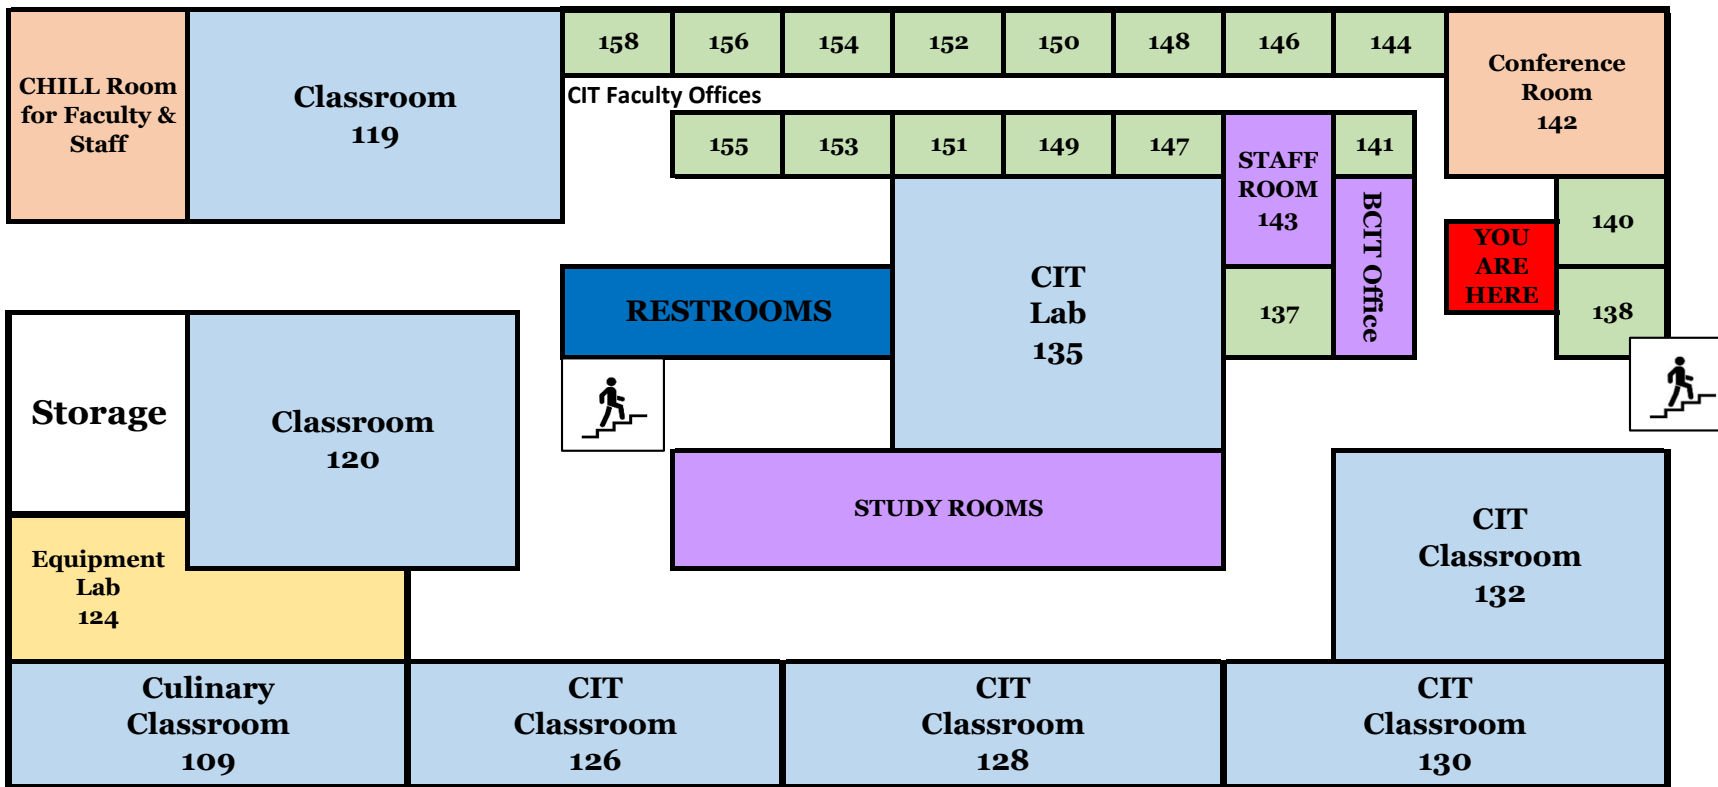 CHILL Room
for Faculty &
Staff
Classroom
119
158
156
154
152
150
148
146
144
Conference
Room
142
CIT Faculty Offices
155
153
151
149
147
STAFF
ROOM
143
141
BCIT Office
140
YOU
ARE
HERE
138
RESTROOMS
CIT
Lab
135
137
Storage
Classroom
120
STUDY ROOMS
CIT
Classroom
132
Equipment
Lab
124
Culinary
Classroom
109
CIT
Classroom
126
CIT
Classroom
128
CIT
Classroom
130